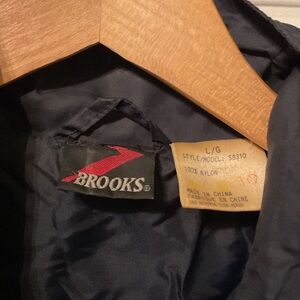 BROOKS®
L/G
STYLE/MODEL: 58310
100% NYLON
MADE IN CHINA
FABRIQUE EN CHINE